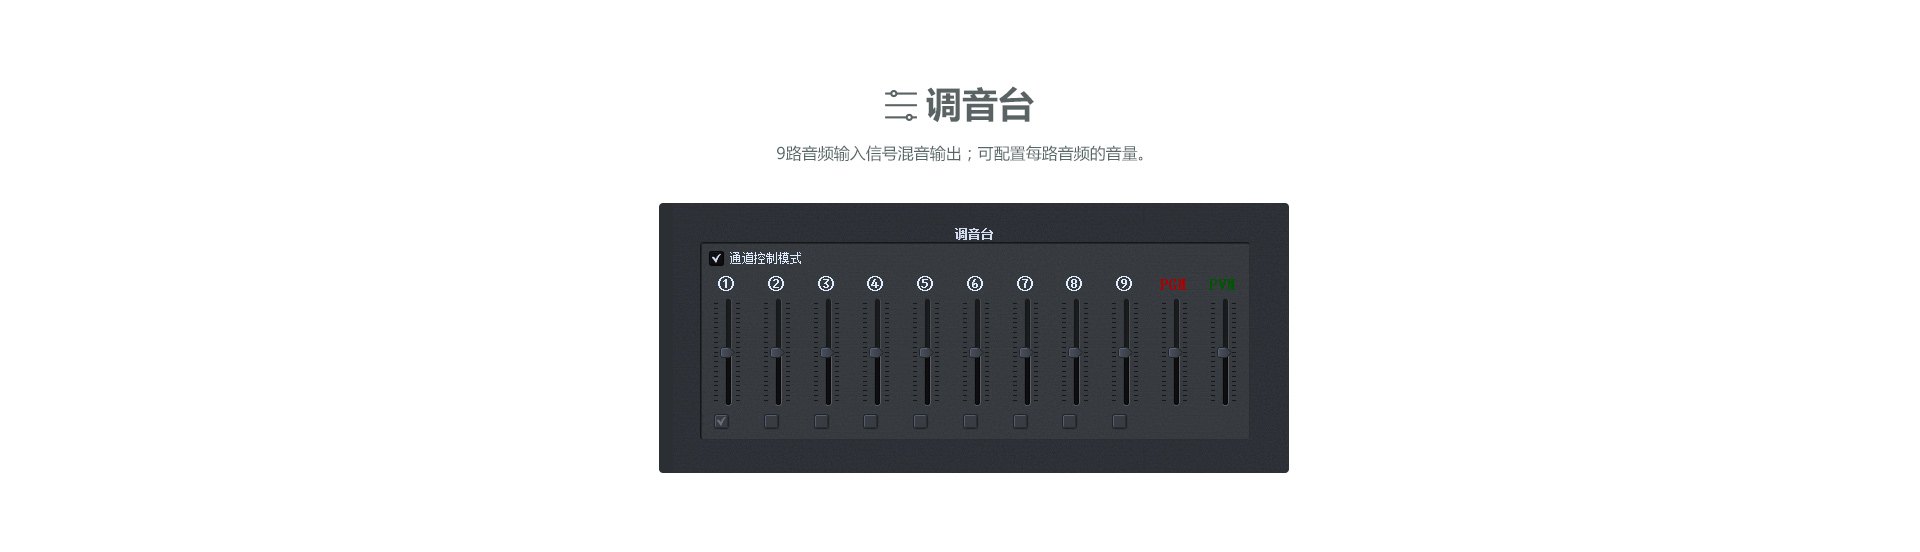 调音台
9路音频输入信号混音输出；可配置每路音频的音量。
调音台
通道控制模式
① ② ③ ④ ⑤ ⑥ ⑦ ⑧ ⑨ PGM PVM